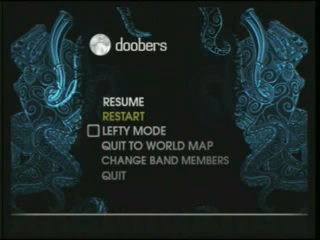 doobers
RESUME
RESTART
LEFTY MODE
QUIT TO WORLD MAP
CHANGE BAND MEMBERS
QUIT